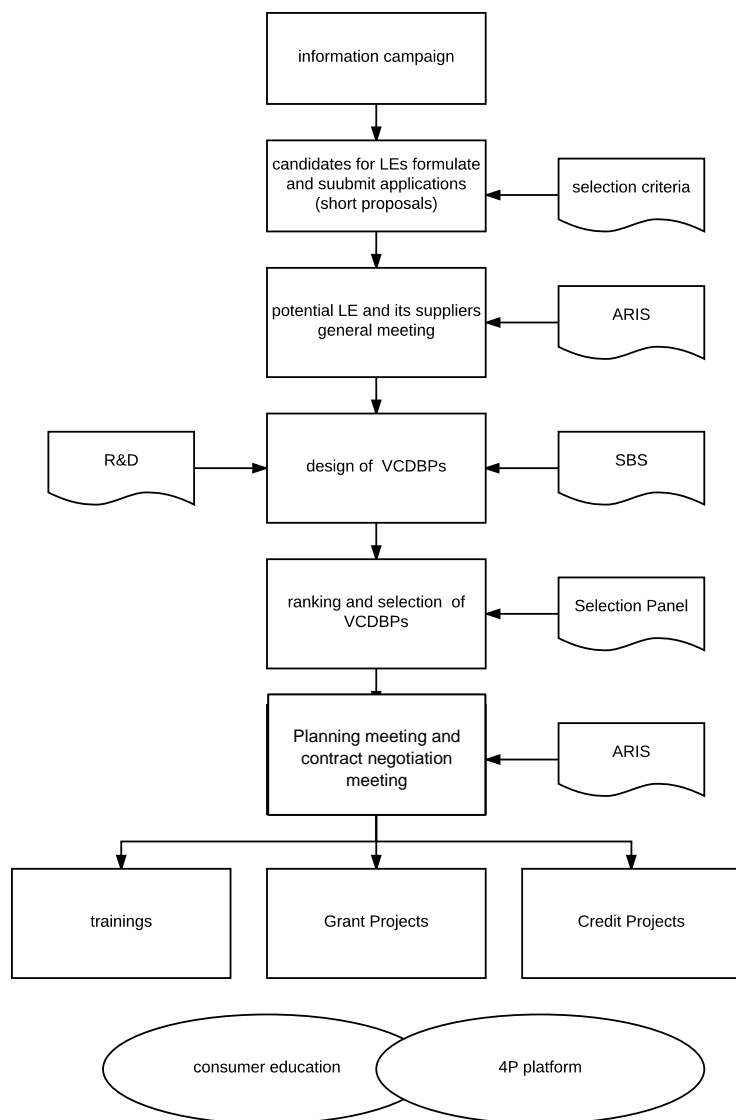 information campaign
candidates for LEs formulate
and suubmit applications
(short proposals)
selection criteria
potential LE and its suppliers
general meeting
ARIS
R&D
design of  VCDBPs
SBS
ranking and selection  of
VCDBPs
Selection Panel
Planning meeting and
contract negotiation
meeting
ARIS
trainings
Grant Projects
Credit Projects
consumer education
4P platform